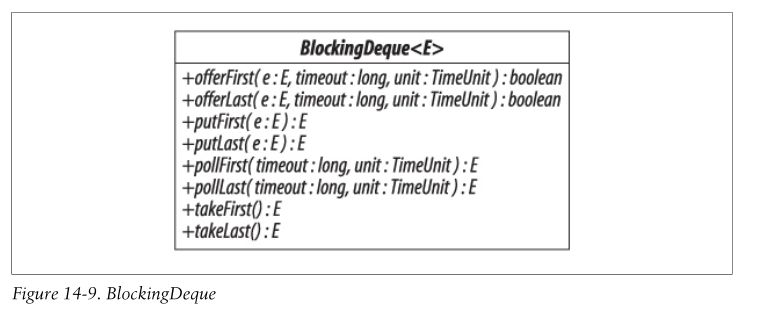 BlockingDeque<E>
+offerFirst( e : E, timeout : long, unit : TimeUnit ) : boolean
+offerLast( e : E, timeout : long, unit : TimeUnit ) : boolean
+putFirst( e : E ) : E
+putLast( e : E ) : E
+pollFirst( timeout : long, unit : TimeUnit ) : E
+pollLast( timeout : long, unit : TimeUnit ) : E
+takeFirst() : E
+takeLast() : E
Figure 14-9. BlockingDeque